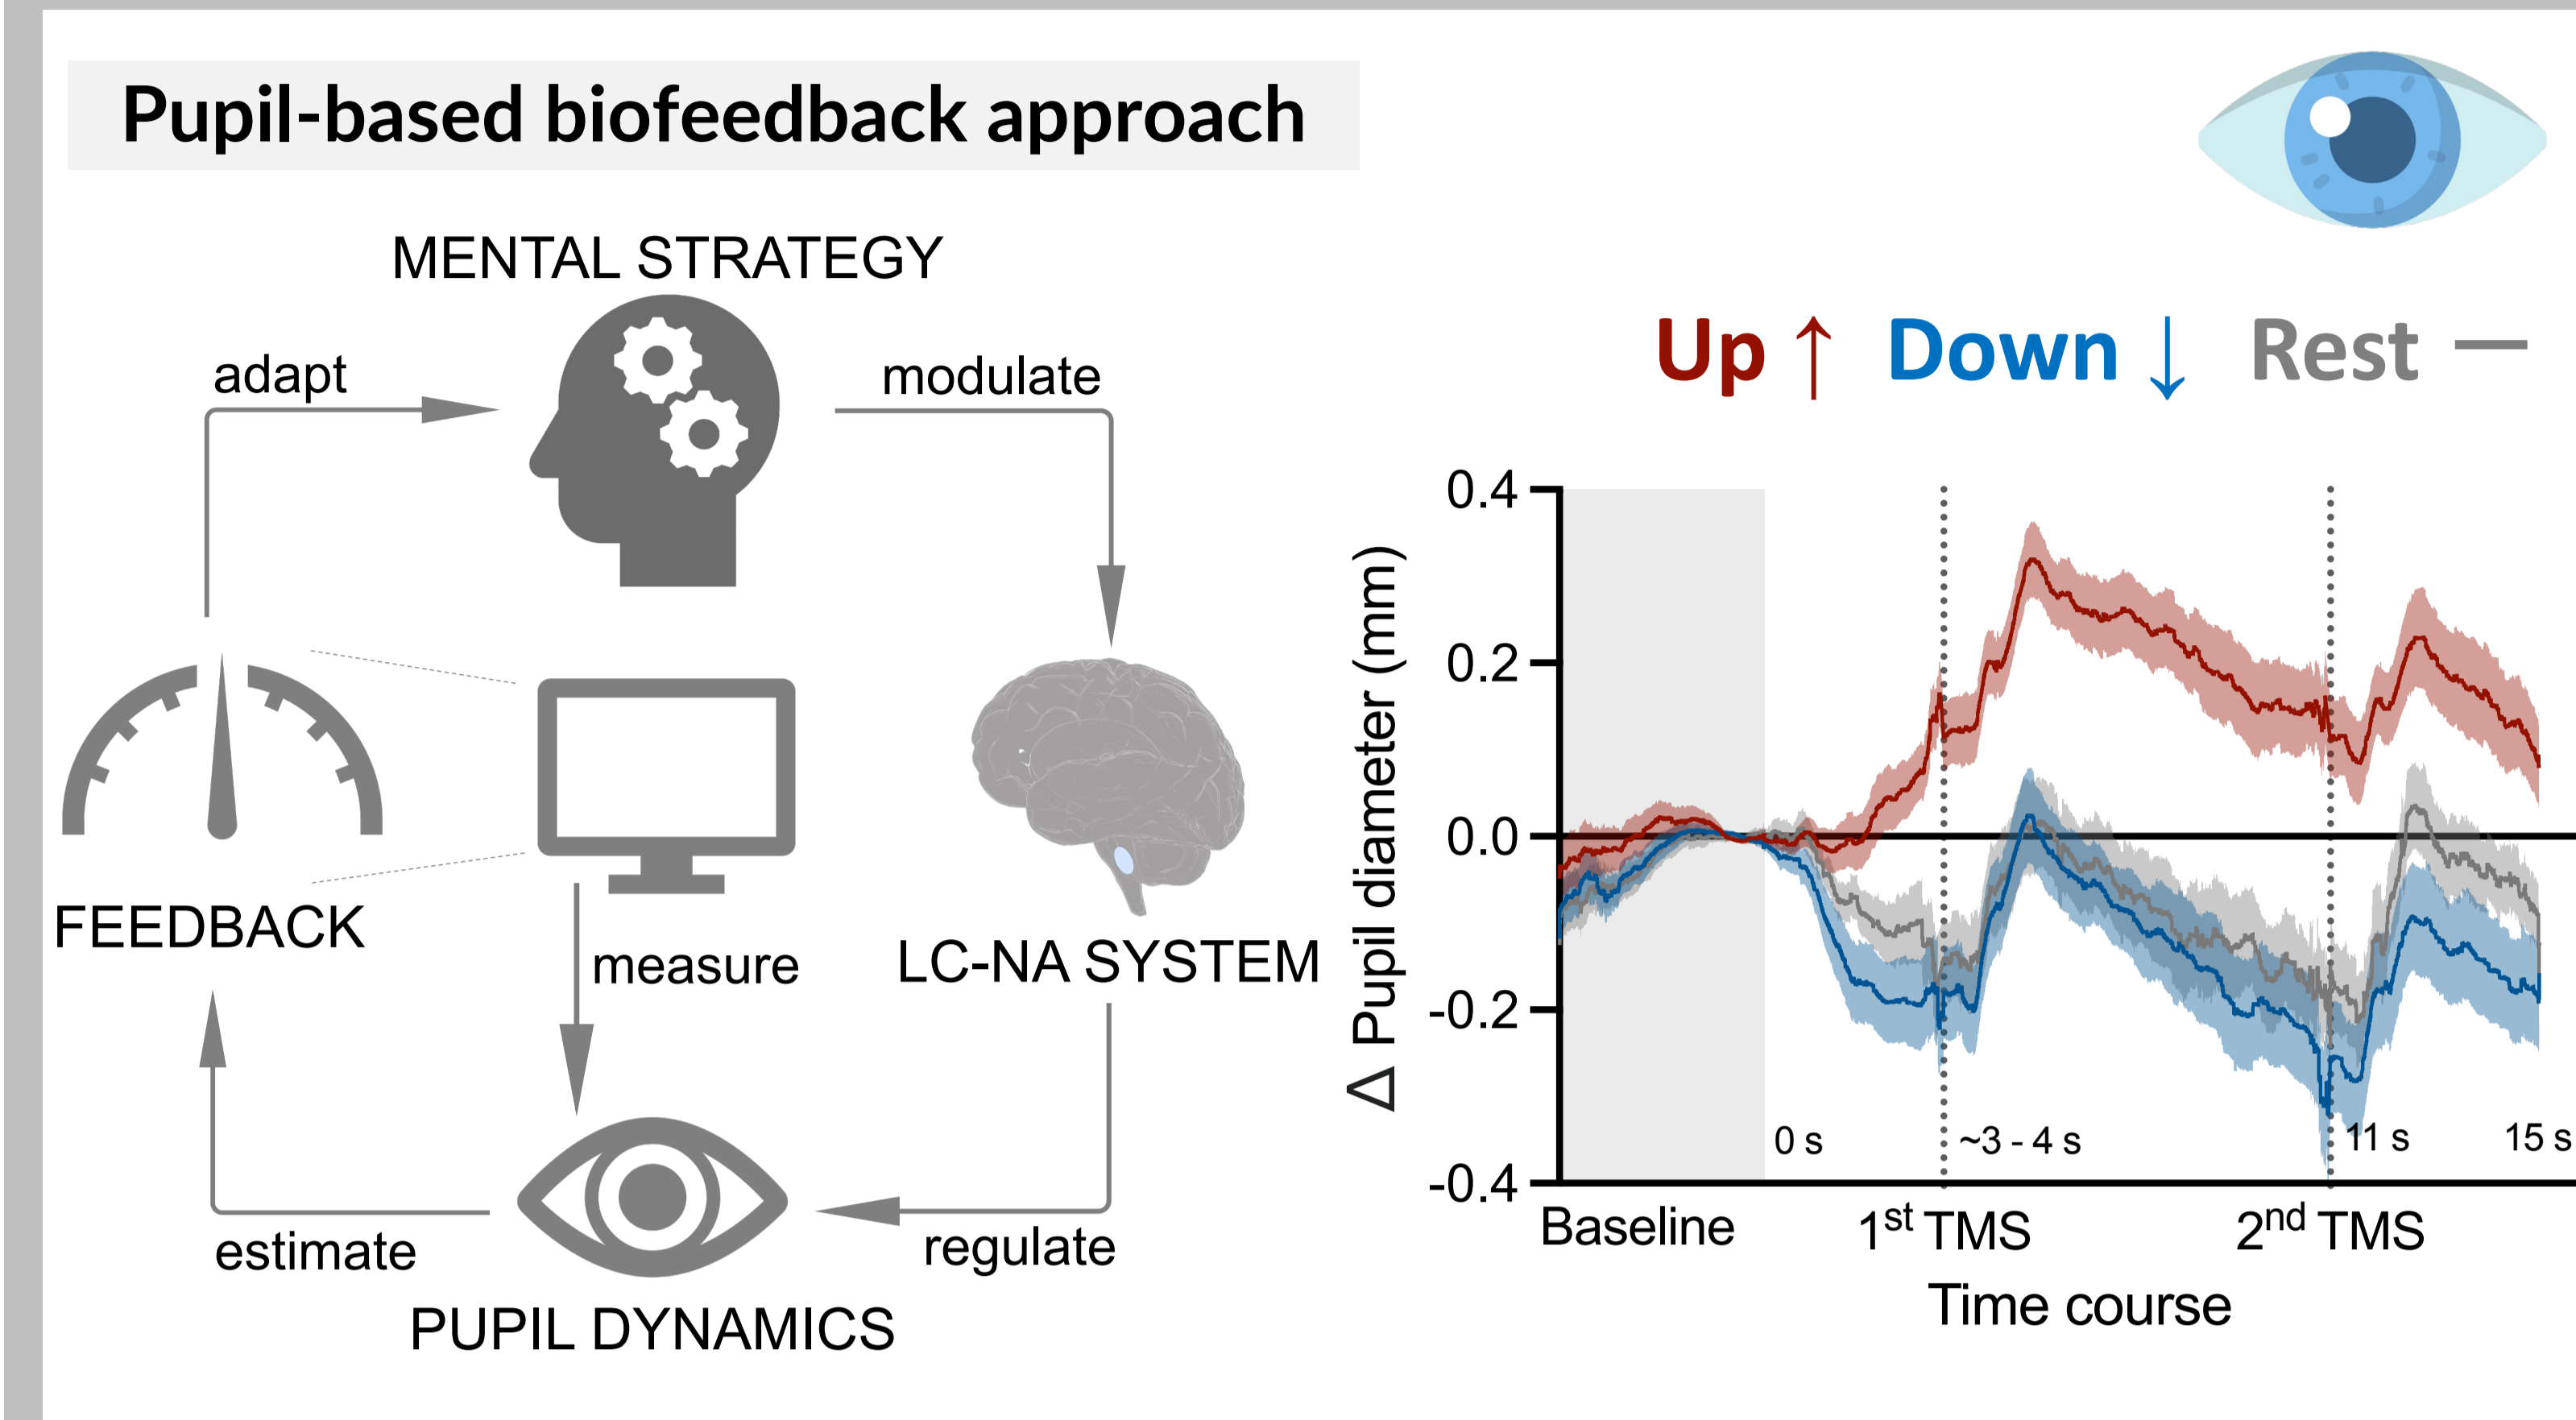 Pupil-based biofeedback approach
MENTAL STRATEGY
adapt
modulate
FEEDBACK
measure
LC-NA SYSTEM
estimate
regulate
PUPIL DYNAMICS
Up ↑ Down ↓ Rest —
Δ Pupil diameter (mm)
0.4
0.2
0.0
-0.2
-0.4
0 s ~3 - 4 s 11 s 15 s
Baseline 1st TMS 2nd TMS
Time course